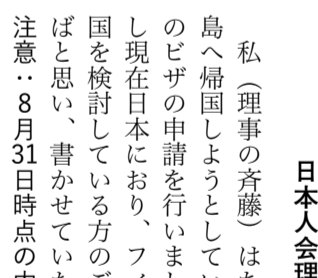 日本人会理
私（理事の斉藤）はた
島へ帰国しようとしてい
のビザの申請を行いまし
し現在日本におり、フィ
国を検討している方のご
ばと思い、書かせていた
注意：8月31日時点の内